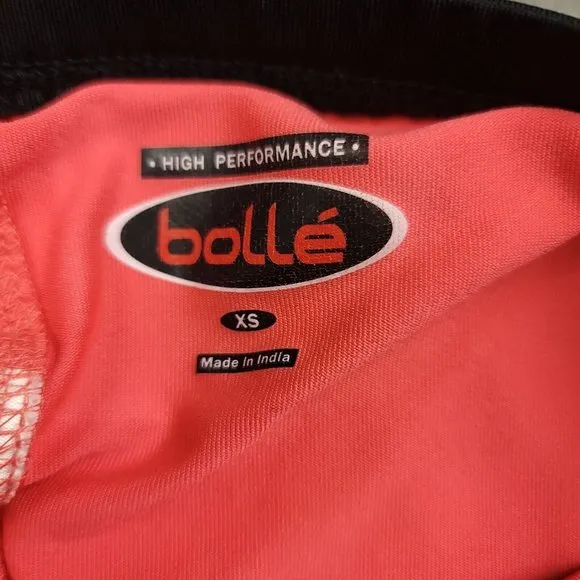 • HIGH PERFORMANCE •
bollé
XS
Made in India